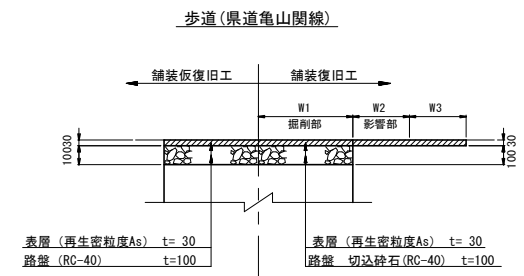 歩道(県道亀山関線)
舗装仮復旧工 舗装復旧工
W1 W2 W3
掘削部 影響部
30 30
100 100
表層 (再生密粒度As) t= 30 表層 (再生密粒度As) t= 30
路盤 (RC-40) t=100 路盤 切込砕石(RC-40) t=100